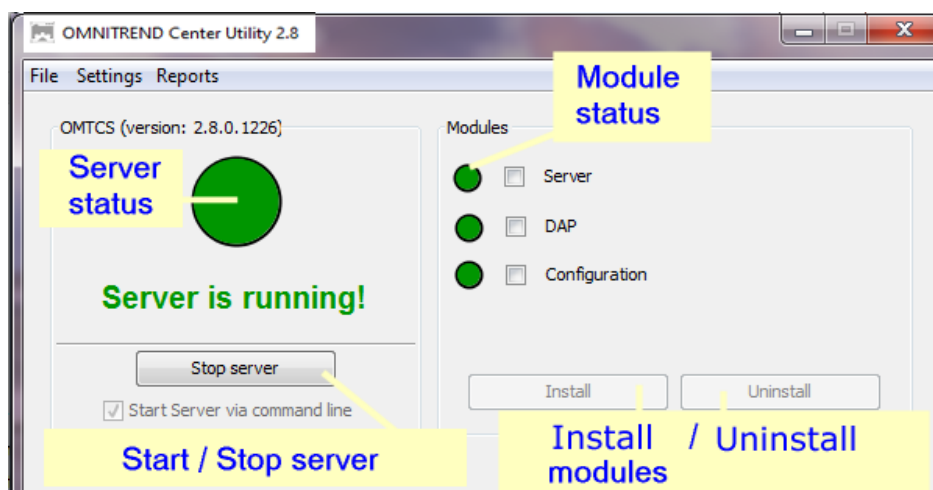 OMNITREND Center Utility 2.8
File Settings Reports
Module
status
OMTCS (version: 2.8.0.1226)
Modules
Server
status
Server
DAP
Configuration
Server is running!
Stop server
Start Server via command line
Install
Uninstall
Start / Stop server
Install / Uninstall
modules